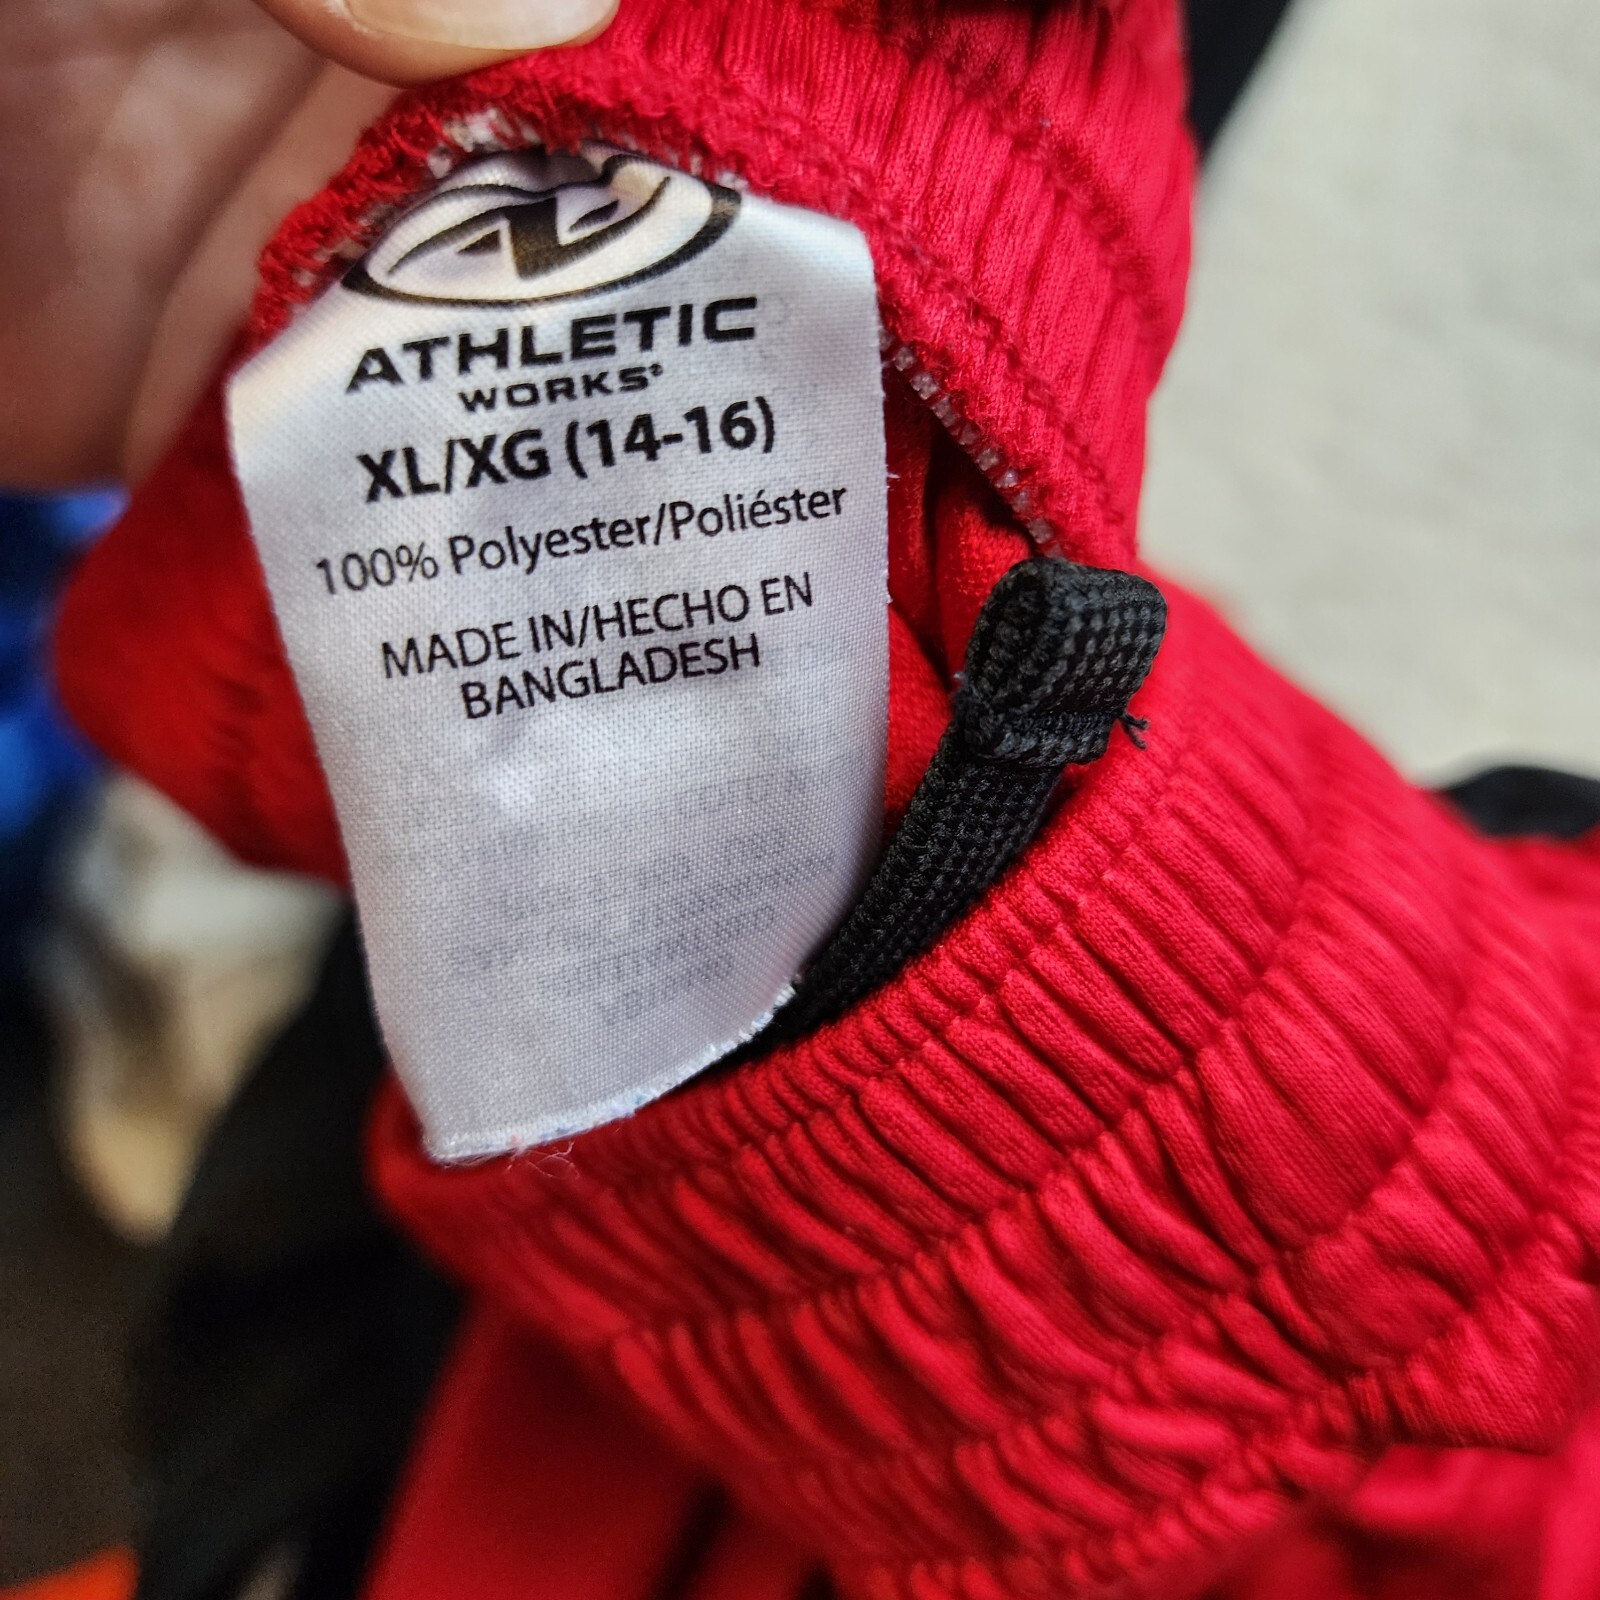 ATHLETIC
WORKS®
XL/XG (14-16)
100% Polyester/Poliéster
MADE IN/HECHO EN
BANGLADESH